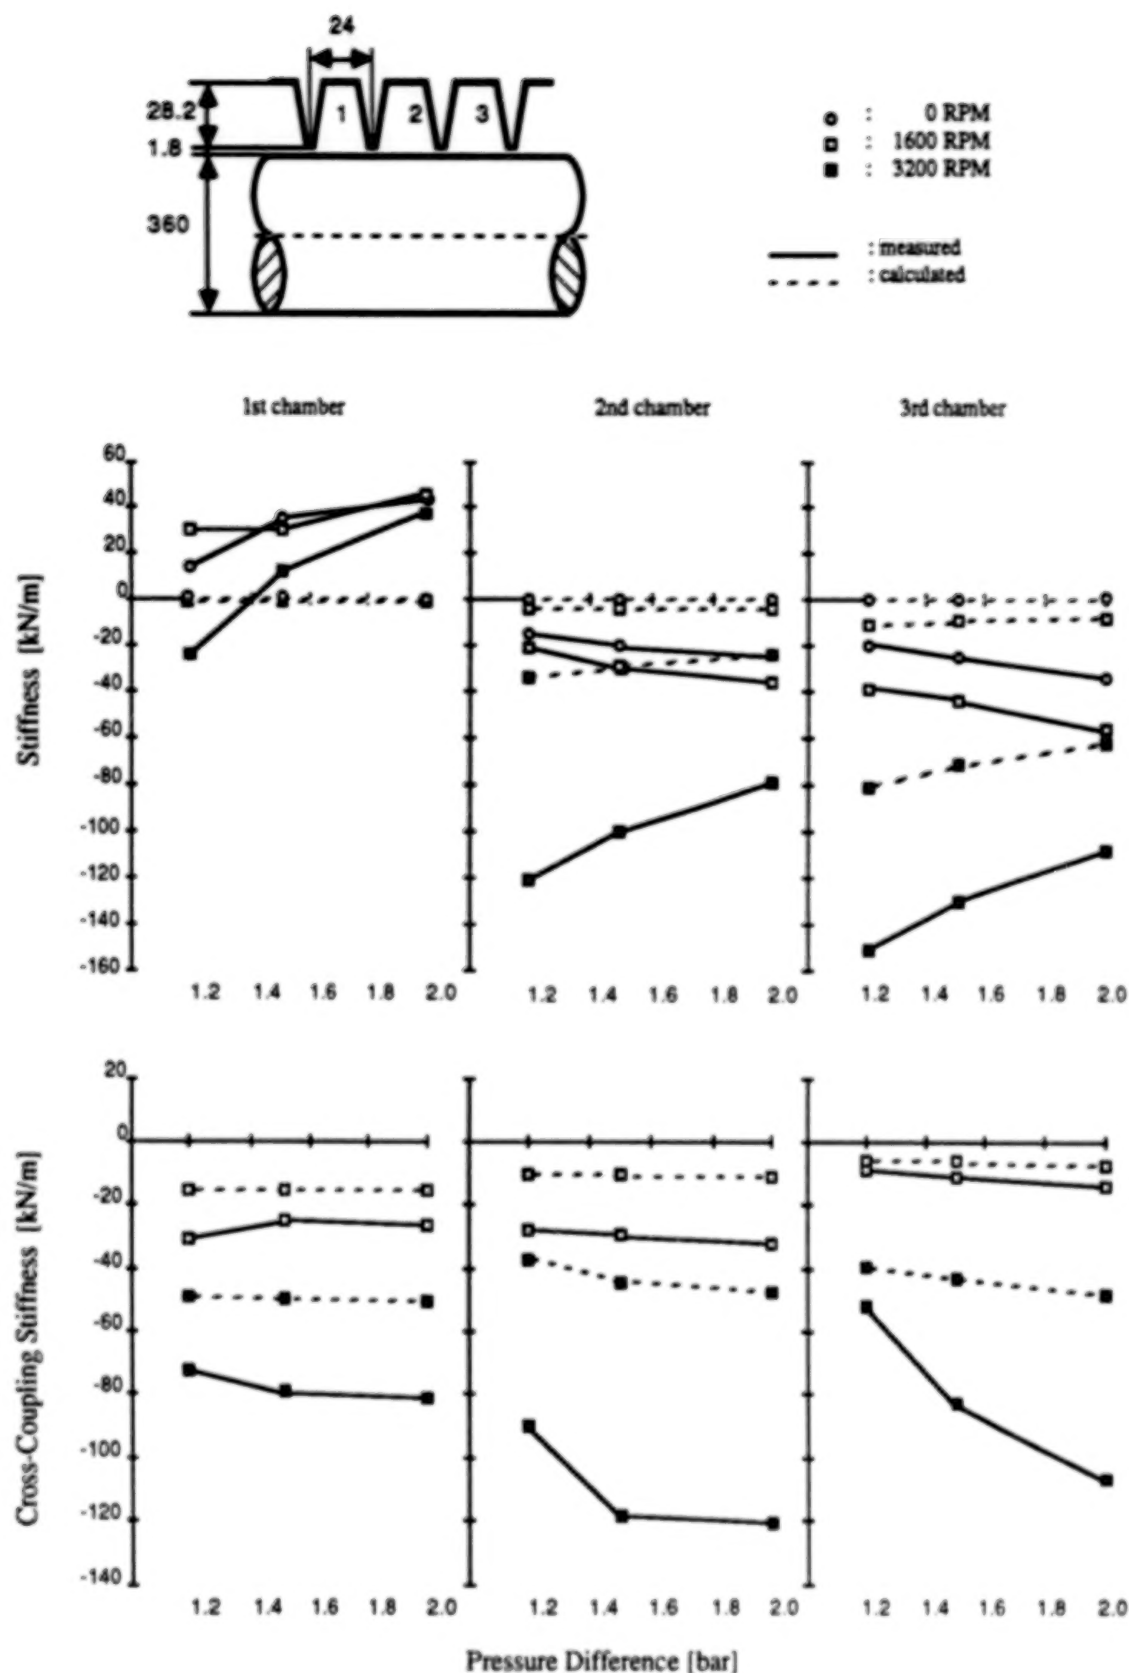 24
28.2
1 2 3
1.8
360
: 0 RPM
: 1600 RPM
: 3200 RPM
: measured
: calculated
1st chamber 2nd chamber 3rd chamber
Stiffness [kN/m]
60
40
20
0
-20
-40
-60
-80
-100
-120
-140
-160
1.2 1.4 1.6 1.8 2.0 1.2 1.4 1.6 1.8 2.0 1.2 1.4 1.6 1.8 2.0
Cross-Coupling Stiffness [kN/m]
20
0
-20
-40
-60
-80
-100
-120
-140
1.2 1.4 1.6 1.8 2.0 1.2 1.4 1.6 1.8 2.0 1.2 1.4 1.6 1.8 2.0
Pressure Difference [bar]